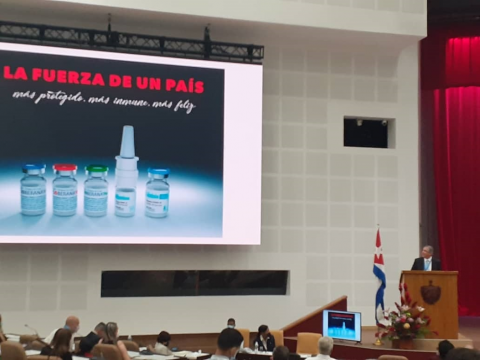 LA FUERZA DE UN PAÍS
más protegido, más inmune, más feliz